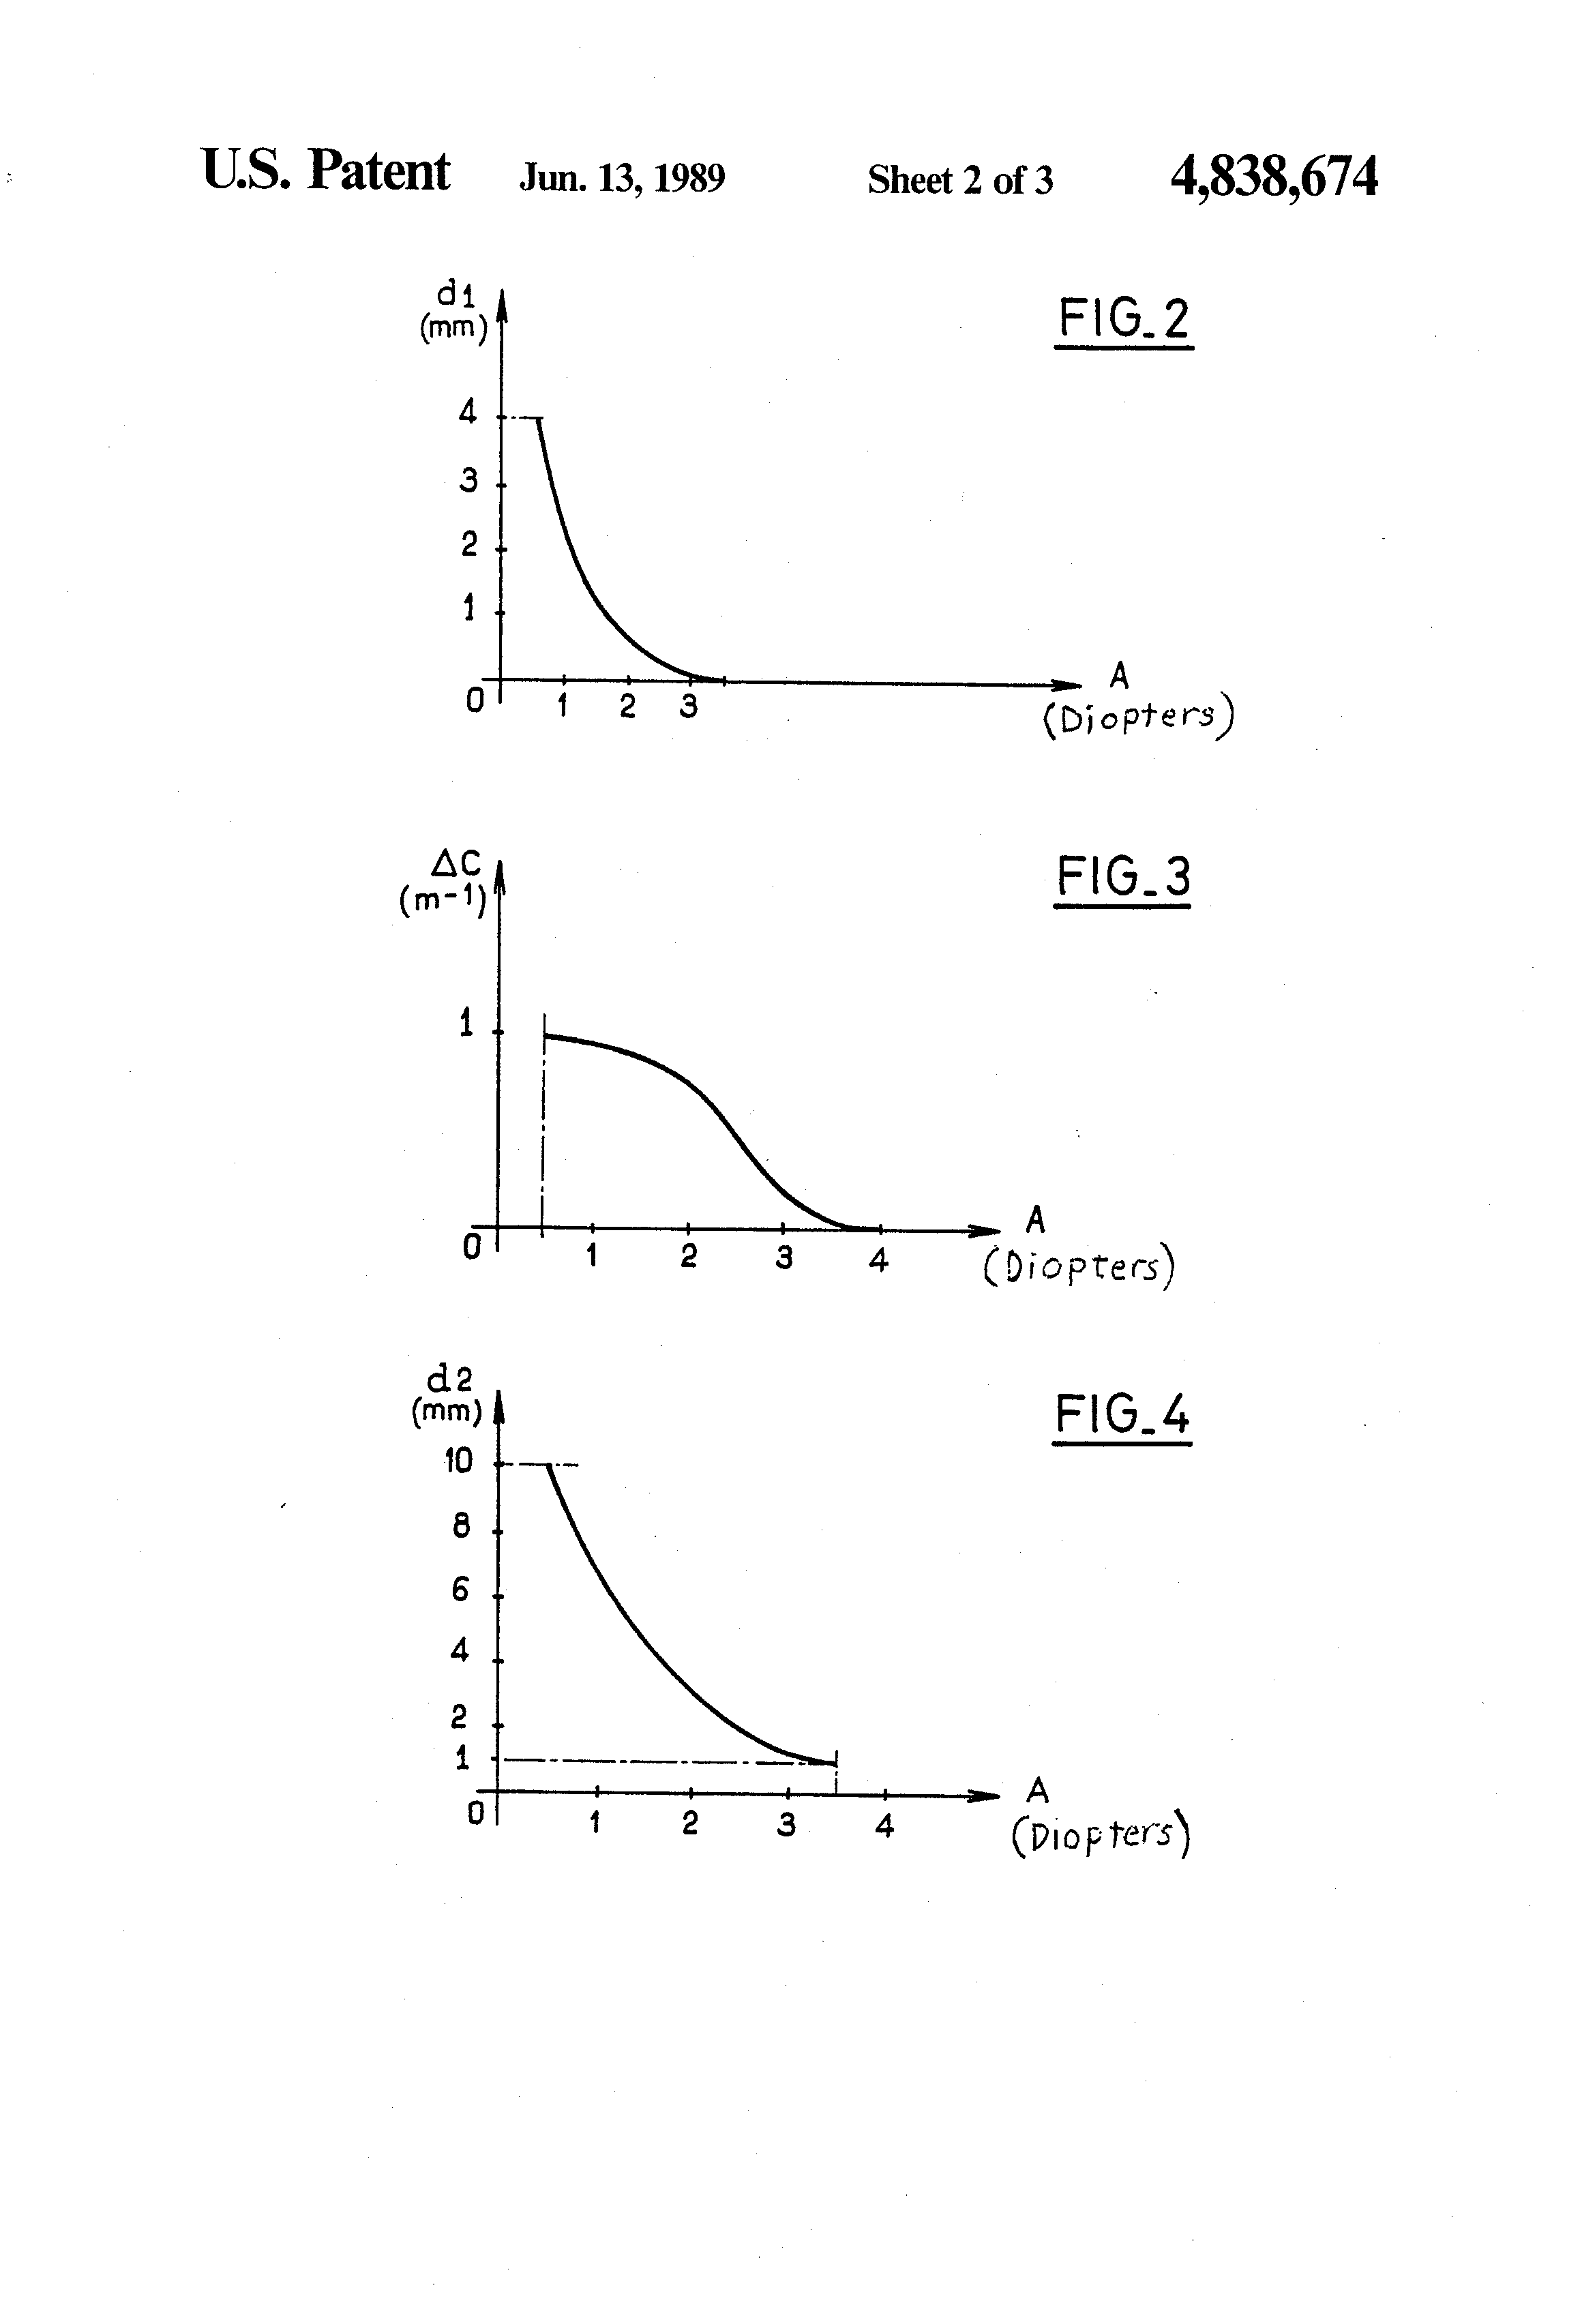 U.S. Patent Jun. 13, 1989 Sheet 2 of 3 4,838,674
d1
(mm)
FIG_2
4
3
2
1
0 1 2 3
A
(Diopters)
ΔC
(m-1)
FIG_3
1
0 1 2 3 4
A
(Diopters)
d2
(mm)
FIG_4
10
8
6
4
2
1
0 1 2 3 4
A
(Diopters)